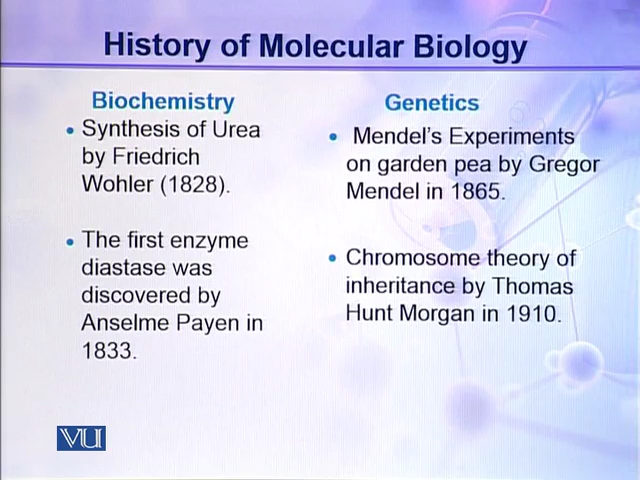 History of Molecular Biology
Biochemistry
• Synthesis of Urea
by Friedrich
Wohler (1828).
• The first enzyme
diastase was
discovered by
Anselme Payen in
1833.
Genetics
• Mendel's Experiments
on garden pea by Gregor
Mendel in 1865.
• Chromosome theory of
inheritance by Thomas
Hunt Morgan in 1910.
VU